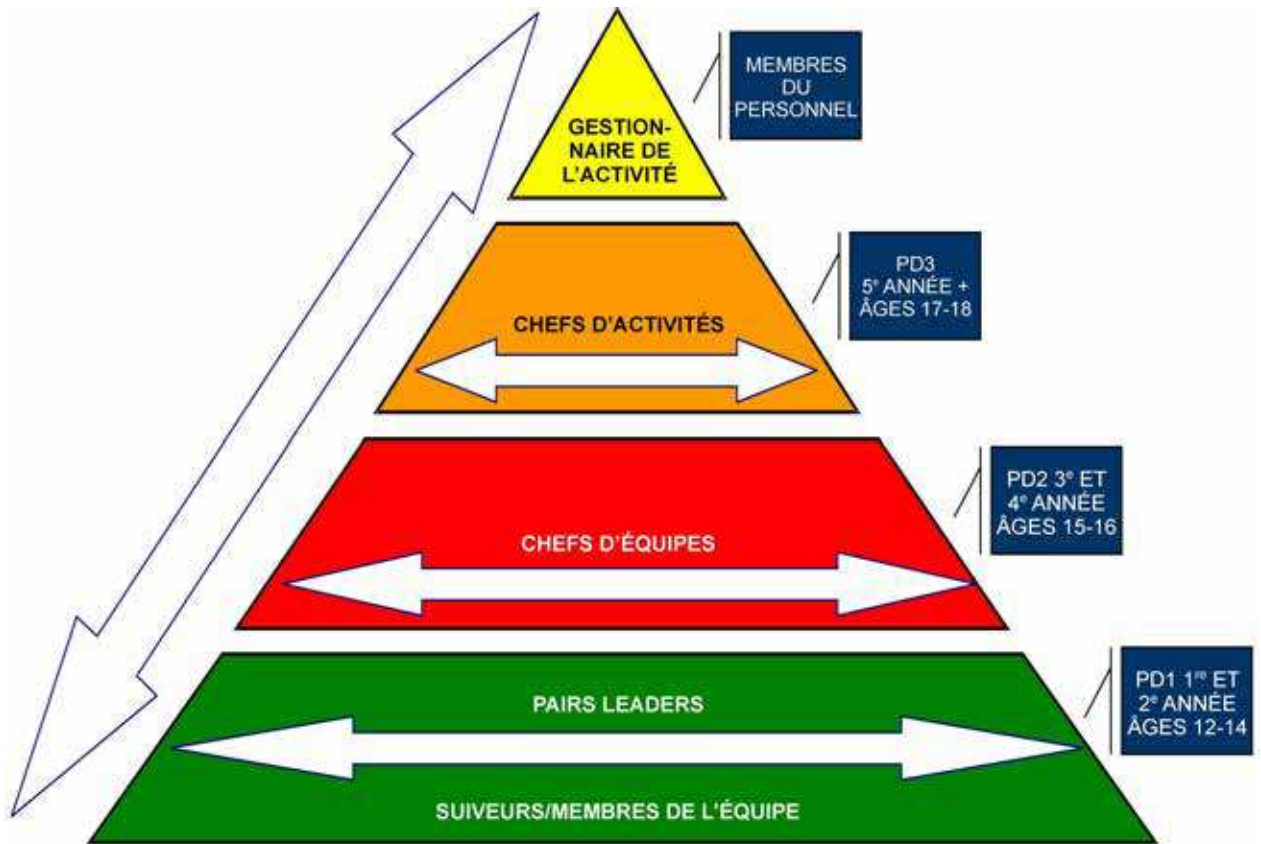 GESTION-
NAIRE DE
L'ACTIVITÉ
MEMBRES
DU
PERSONNEL
CHEFS D'ACTIVITÉS
PD3
5e ANNÉE +
ÂGES 17-18
CHEFS D'ÉQUIPES
PD2 3e ET
4e ANNÉE
ÂGES 15-16
PAIRS LEADERS
SUIVEURS/MEMBRES DE L'ÉQUIPE
PD1 1re ET
2e ANNÉE
ÂGES 12-14